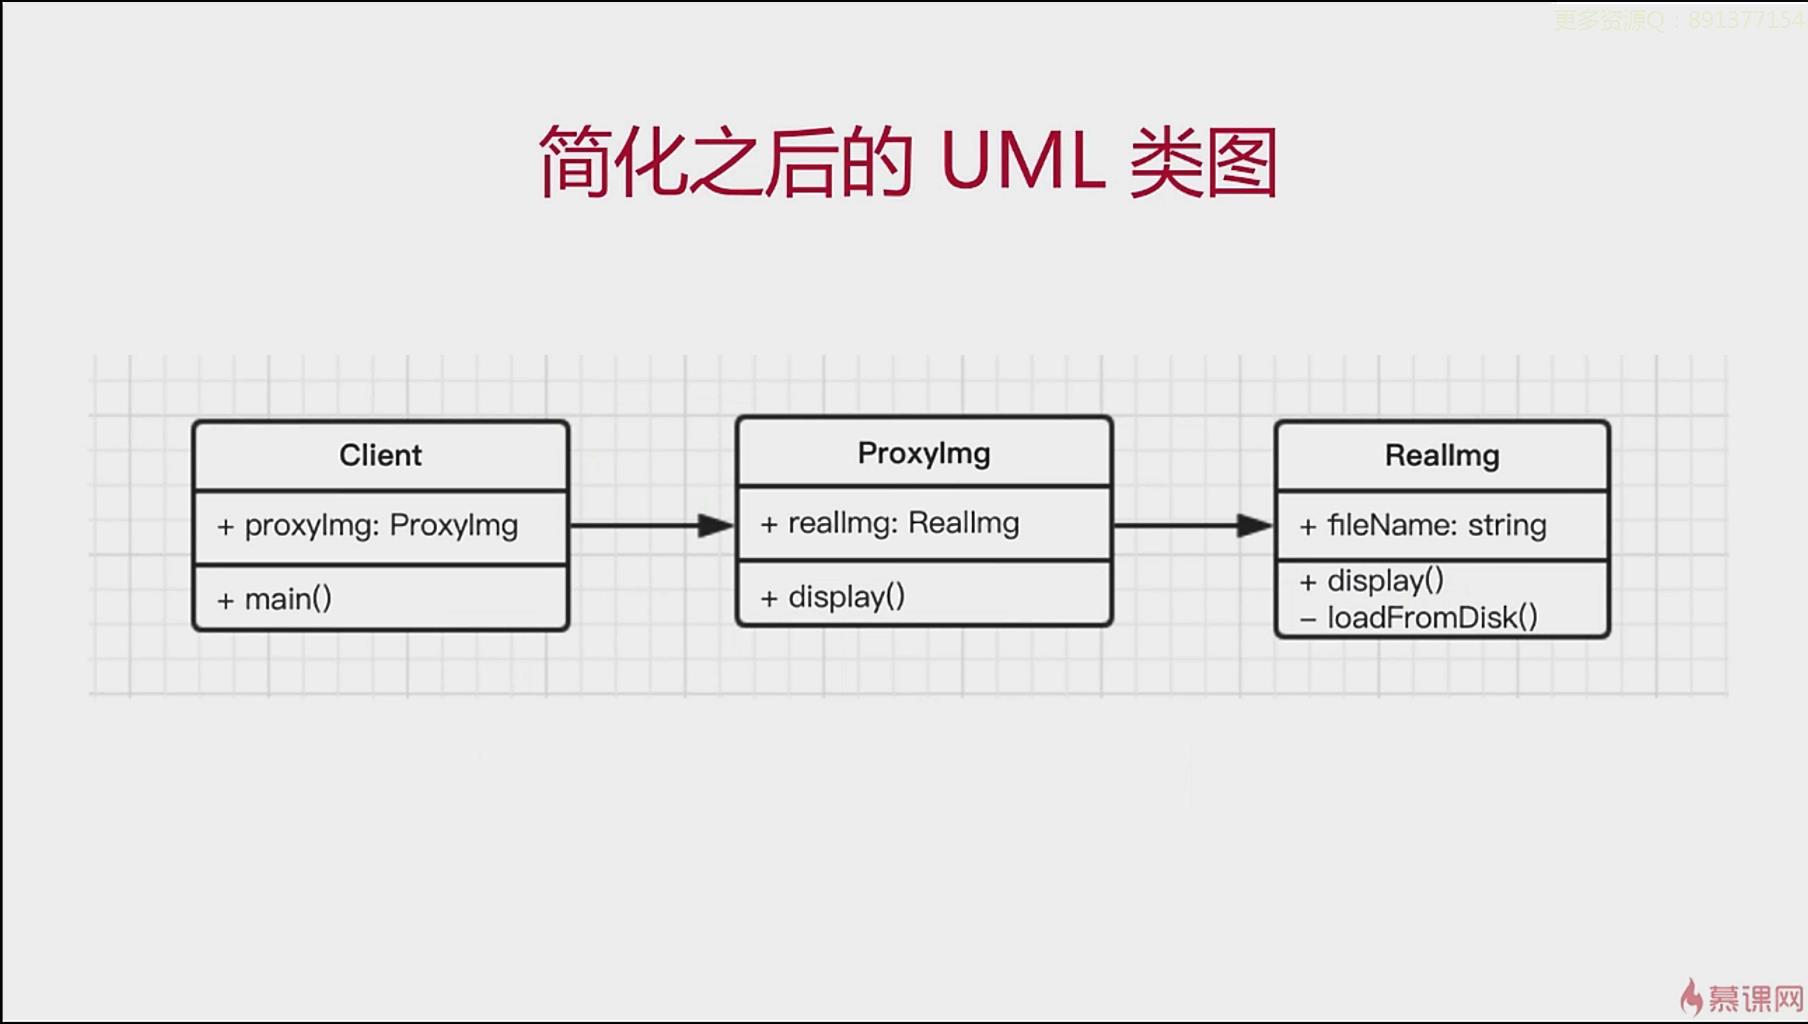 更多资源Q：891377154
简化之后的 UML 类图
Client
+ proxyImg: ProxyImg
+ main()
ProxyImg
+ realImg: RealImg
+ display()
RealImg
+ fileName: string
+ display()
- loadFromDisk()
慕课网